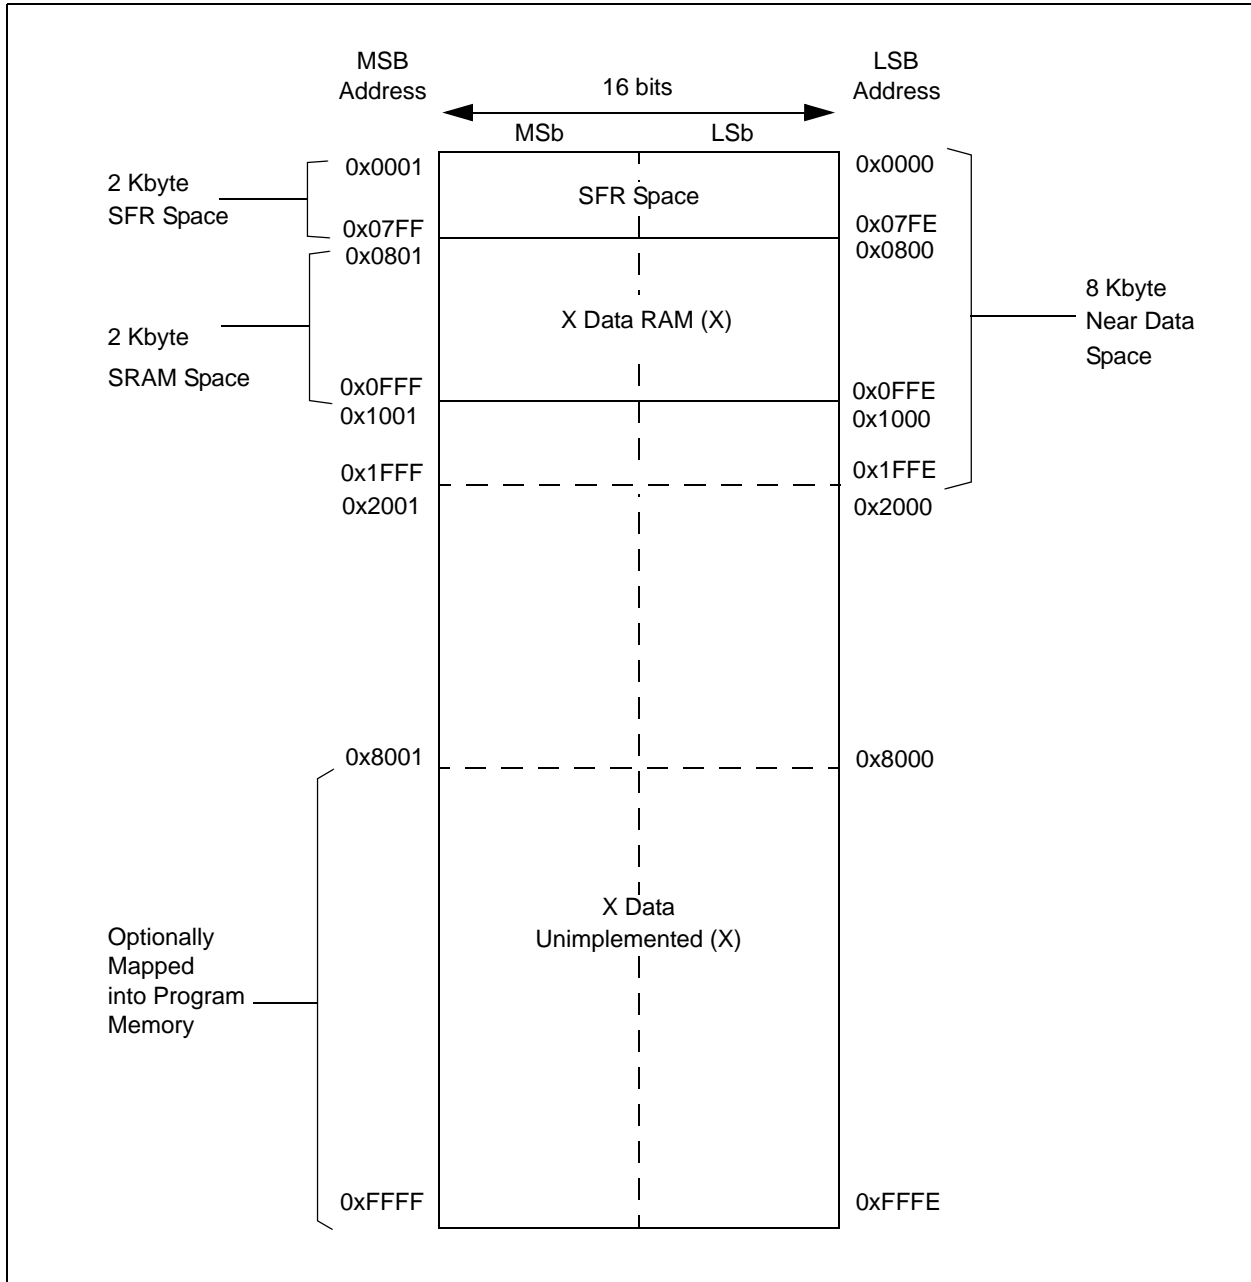 MSB
Address
LSB
Address
16 bits
MSb
LSb
0x0001
0x0000
2 Kbyte
SFR Space
SFR Space
0x07FF
0x07FE
0x0801
0x0800
8 Kbyte
Near Data
Space
2 Kbyte
SRAM Space
X Data RAM (X)
0x0FFF
0x0FFE
0x1001
0x1000
0x1FFF
0x1FFE
0x2001
0x2000
0x8001
0x8000
X Data
Unimplemented (X)
Optionally
Mapped
into Program
Memory
0xFFFF
0xFFFE